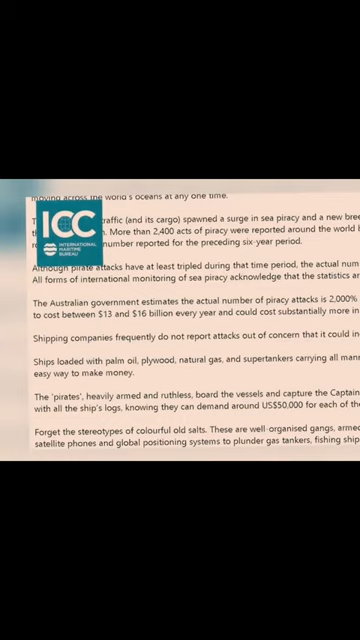 moving across the world's oceans at any one time.
ICC
INTERNATIONAL
MARITIME
BUREAU
T raffic (and its cargo) spawned a surge in sea piracy and a new bree
th n. More than 2,400 acts of piracy were reported around the world b
r number reported for the preceding six-year period.
Although pirate attacks have at least tripled during that time period, the actual num
All forms of international monitoring of sea piracy acknowledge that the statistics ar
The Australian government estimates the actual number of piracy attacks is 2,000%
to cost between $13 and $16 billion every year and could cost substantially more in
Shipping companies frequently do not report attacks out of concern that it could in
Ships loaded with palm oil, plywood, natural gas, and supertankers carrying all mann
easy way to make money.
The 'pirates', heavily armed and ruthless, board the vessels and capture the Captain
with all the ship's logs, knowing they can demand around US$50,000 for each of the
Forget the stereotypes of colourful old salts. These are well-organised gangs, armed
satellite phones and global positioning systems to plunder gas tankers, fishing ship